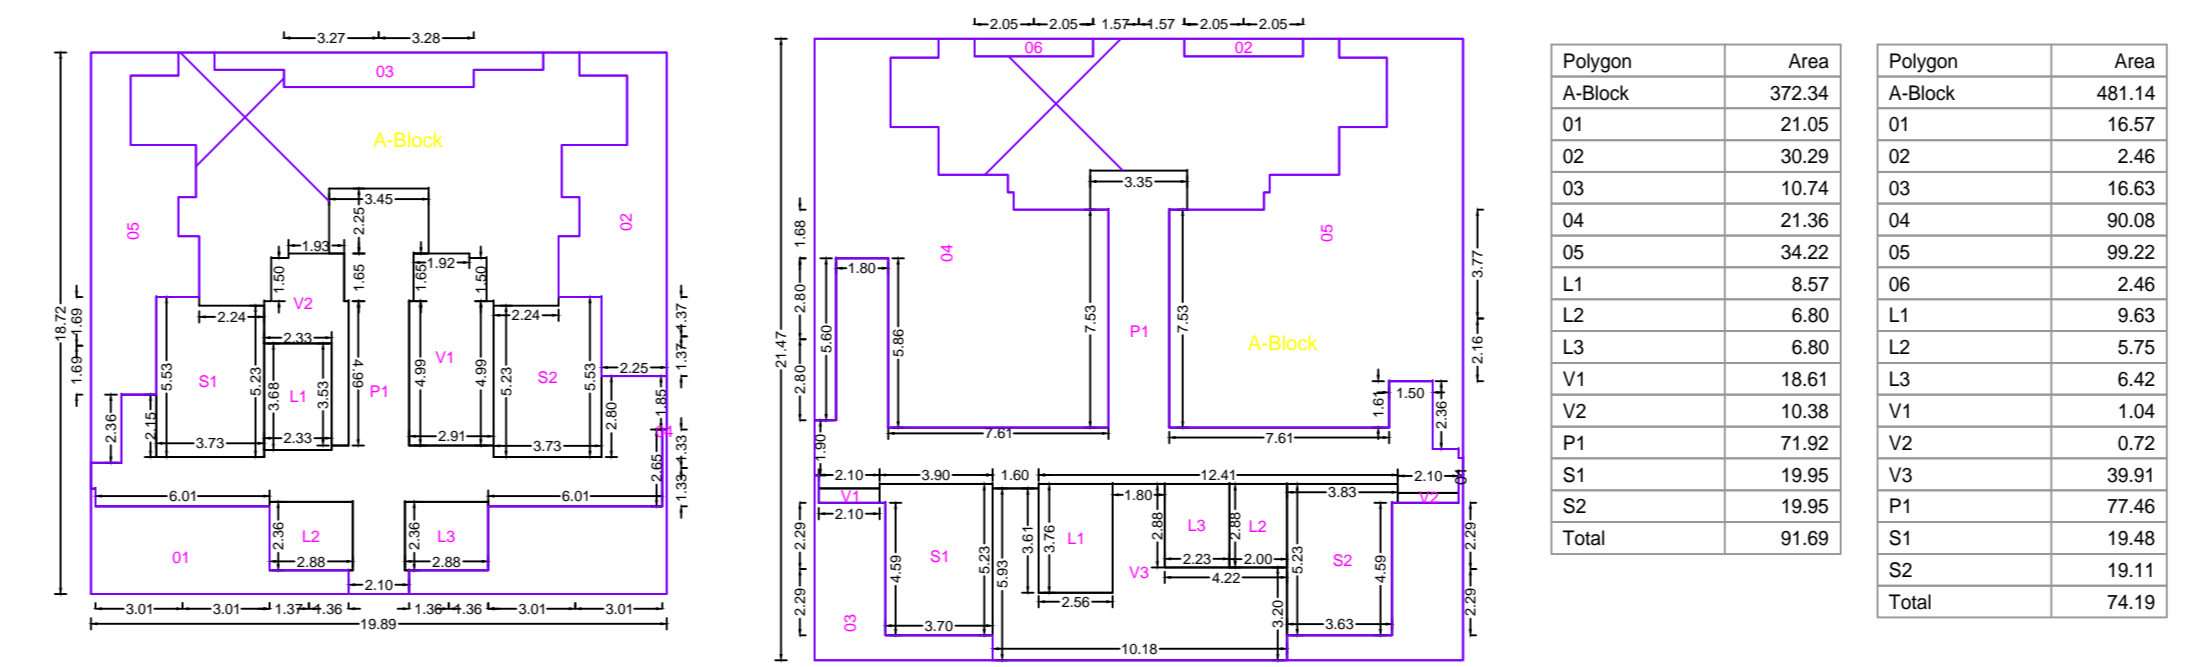 3.27 3.28
03
A-Block
18.72
05
02
3.45
2.25
1.93
1.50
1.65
1.65
1.92
1.50
V2
2.24
2.24
1.69
1.69
1.37
1.37
2.33
5.53
S1
5.23
3.68
L1
3.53
4.99
P1
4.99
V1
4.99
5.23
S2
5.53
2.25
2.80
1.85
04
2.36
2.15
3.73
2.33
2.91
3.73
2.65
1.33
1.33
6.01
6.01
2.36
L2
2.88
2.36
L3
2.88
01
2.10
3.01 3.01 1.37 1.36 1.36 1.36 3.01 3.01
19.89
2.05 2.05 1.57 1.57 2.05 2.05
06
02
3.35
21.47
1.68
04
05
3.77
1.80
2.80
5.60
5.86
7.53
P1
7.53
A-Block
2.16
2.80
1.61
1.50
2.36
7.61
7.61
1.90
2.10 3.90 1.60 12.41 2.10
V1
1.80
3.83
V2
2.10
2.29
4.59
S1
5.23
5.93
3.61
3.76
L1
2.88
L3
2.88
L2
5.23
S2
4.59
2.29
2.23 2.00
4.22
V3
2.56
2.29
03
3.70
3.20
3.63
2.29
10.18
Polygon Area
A-Block 372.34
01 21.05
02 30.29
03 10.74
04 21.36
05 34.22
L1 8.57
L2 6.80
L3 6.80
V1 18.61
V2 10.38
P1 71.92
S1 19.95
S2 19.95
Total 91.69
Polygon Area
A-Block 481.14
01 16.57
02 2.46
03 16.63
04 90.08
05 99.22
06 2.46
L1 9.63
L2 5.75
L3 6.42
V1 1.04
V2 0.72
V3 39.91
P1 77.46
S1 19.48
S2 19.11
Total 74.19